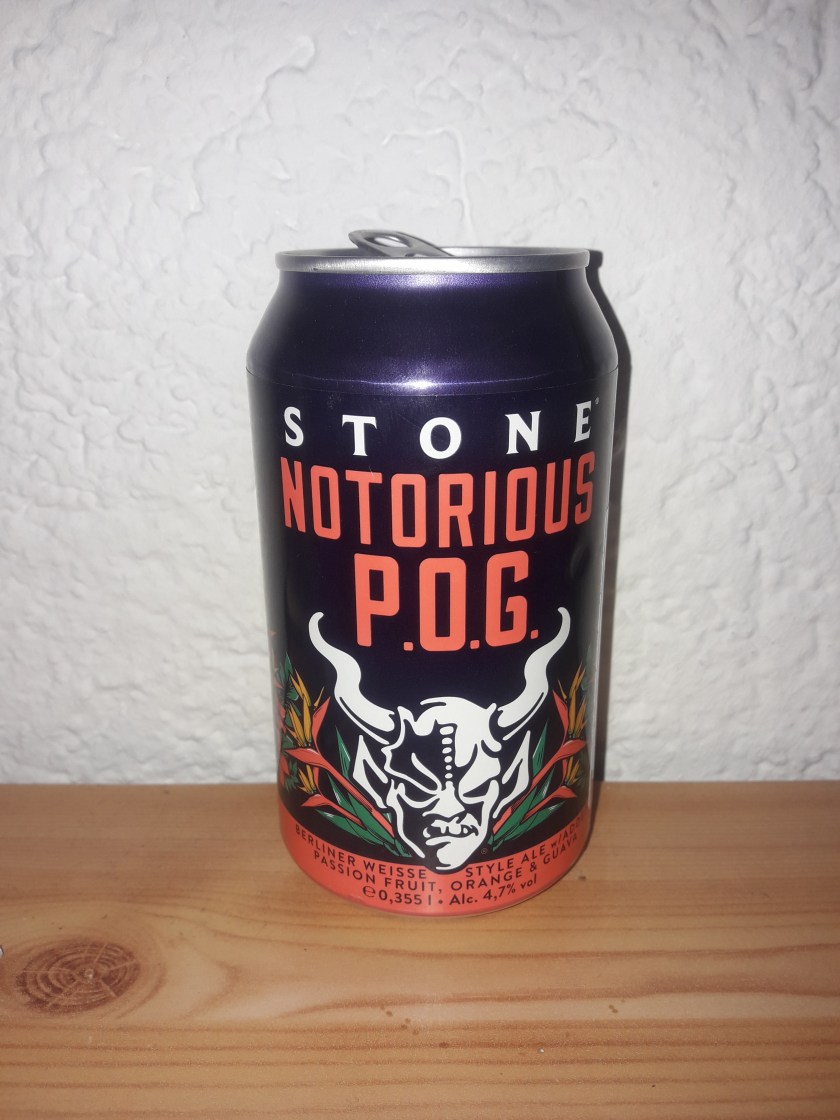 STONE
NOTORIOUS
P.O.G.
BERLINER WEISSE STYLE ALE w/
PASSION FRUIT, ORANGE & GUAVA
℮0,355 l • Alc. 4,7% vol